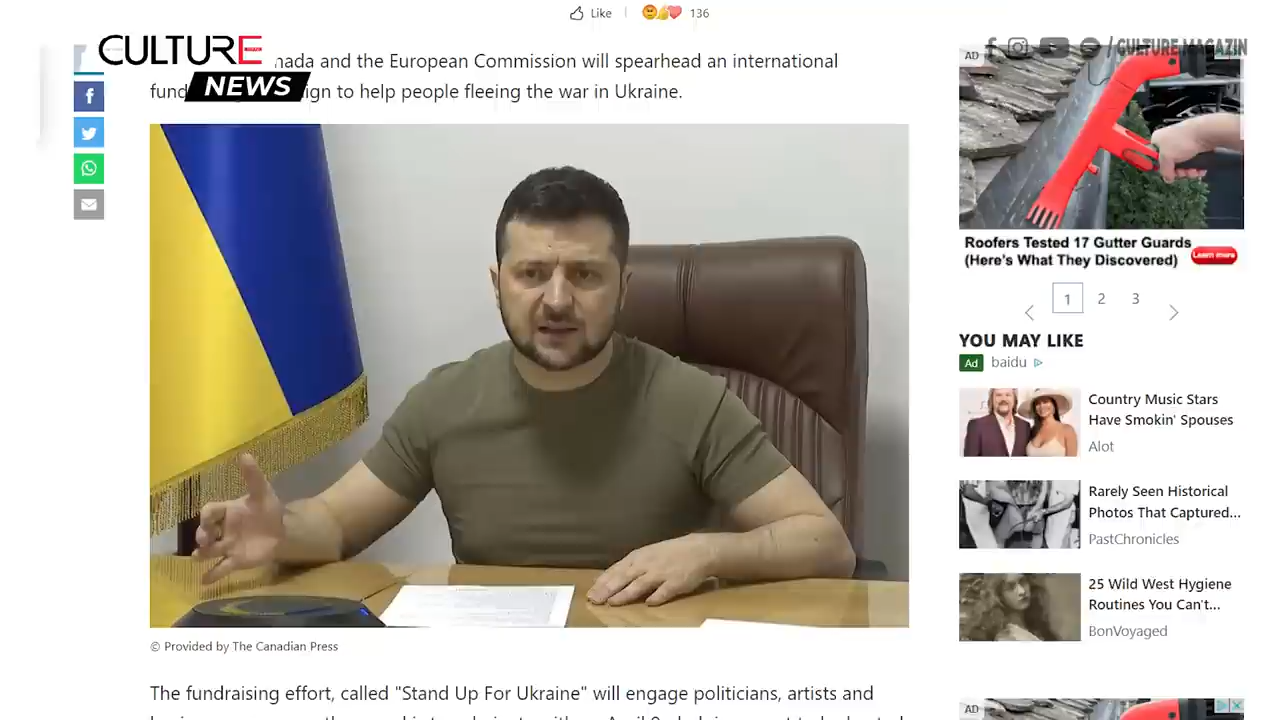 Like
136
CULTURE
NEWS
/CULTURE MAGAZIN
nada and the European Commission will spearhead an international
fund ign to help people fleeing the war in Ukraine.
© Provided by The Canadian Press
The fundraising effort, called "Stand Up For Ukraine" will engage politicians, artists and
AD
Roofers Tested 17 Gutter Guards
(Here's What They Discovered)
Learn more
1 2 3
YOU MAY LIKE
Ad baidu
Country Music Stars
Have Smokin' Spouses
Alot
Rarely Seen Historical
Photos That Captured...
PastChronicles
25 Wild West Hygiene
Routines You Can't...
BonVoyaged
AD